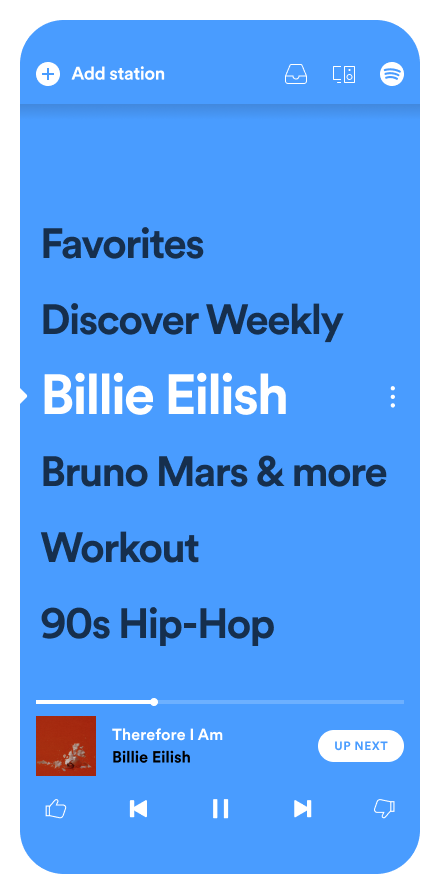 Add station
Favorites
Discover Weekly
Billie Eilish
Bruno Mars & more
Workout
90s Hip-Hop
Therefore I Am
Billie Eilish
UP NEXT